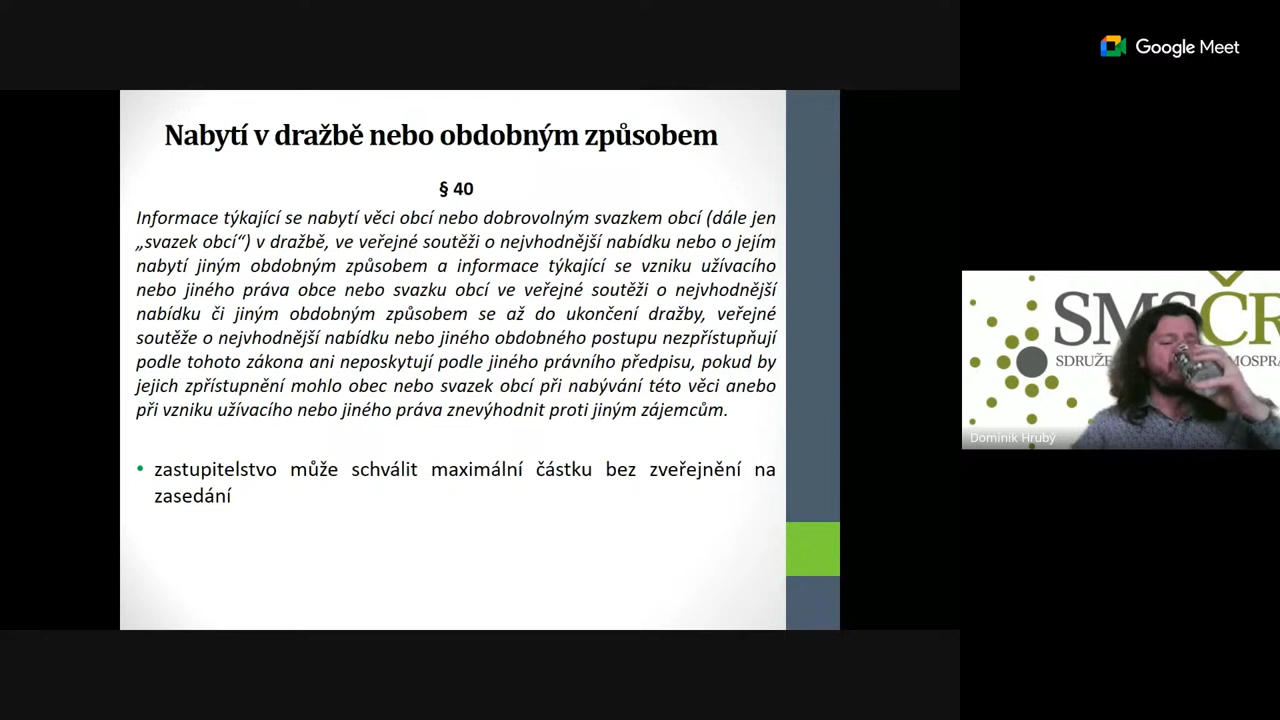 Google Meet
Nabytí v dražbě nebo obdobným způsobem
§ 40
Informace týkající se nabytí věci obcí nebo dobrovolným svazkem obcí (dále jen
„svazek obcí“) v dražbě, ve veřejné soutěži o nejvhodnější nabídku nebo o jejím
nabytí jiným obdobným způsobem a informace týkající se vzniku užívacího
nebo jiného práva obce nebo svazku obcí ve veřejné soutěži o nejvhodnější
nabídku či jiným obdobným způsobem se až do ukončení dražby, veřejné
soutěže o nejvhodnější nabídku nebo jiného obdobného postupu nezpřístupňují
podle tohoto zákona ani neposkytují podle jiného právního předpisu, pokud by
jejich zpřístupnění mohlo obec nebo svazek obcí při nabývání této věci anebo
při vzniku užívacího nebo jiného práva znevýhodnit proti jiným zájemcům.
• zastupitelstvo může schválit maximální částku bez zveřejnění na
zasedání
SMSČR
Dominik Hrubý